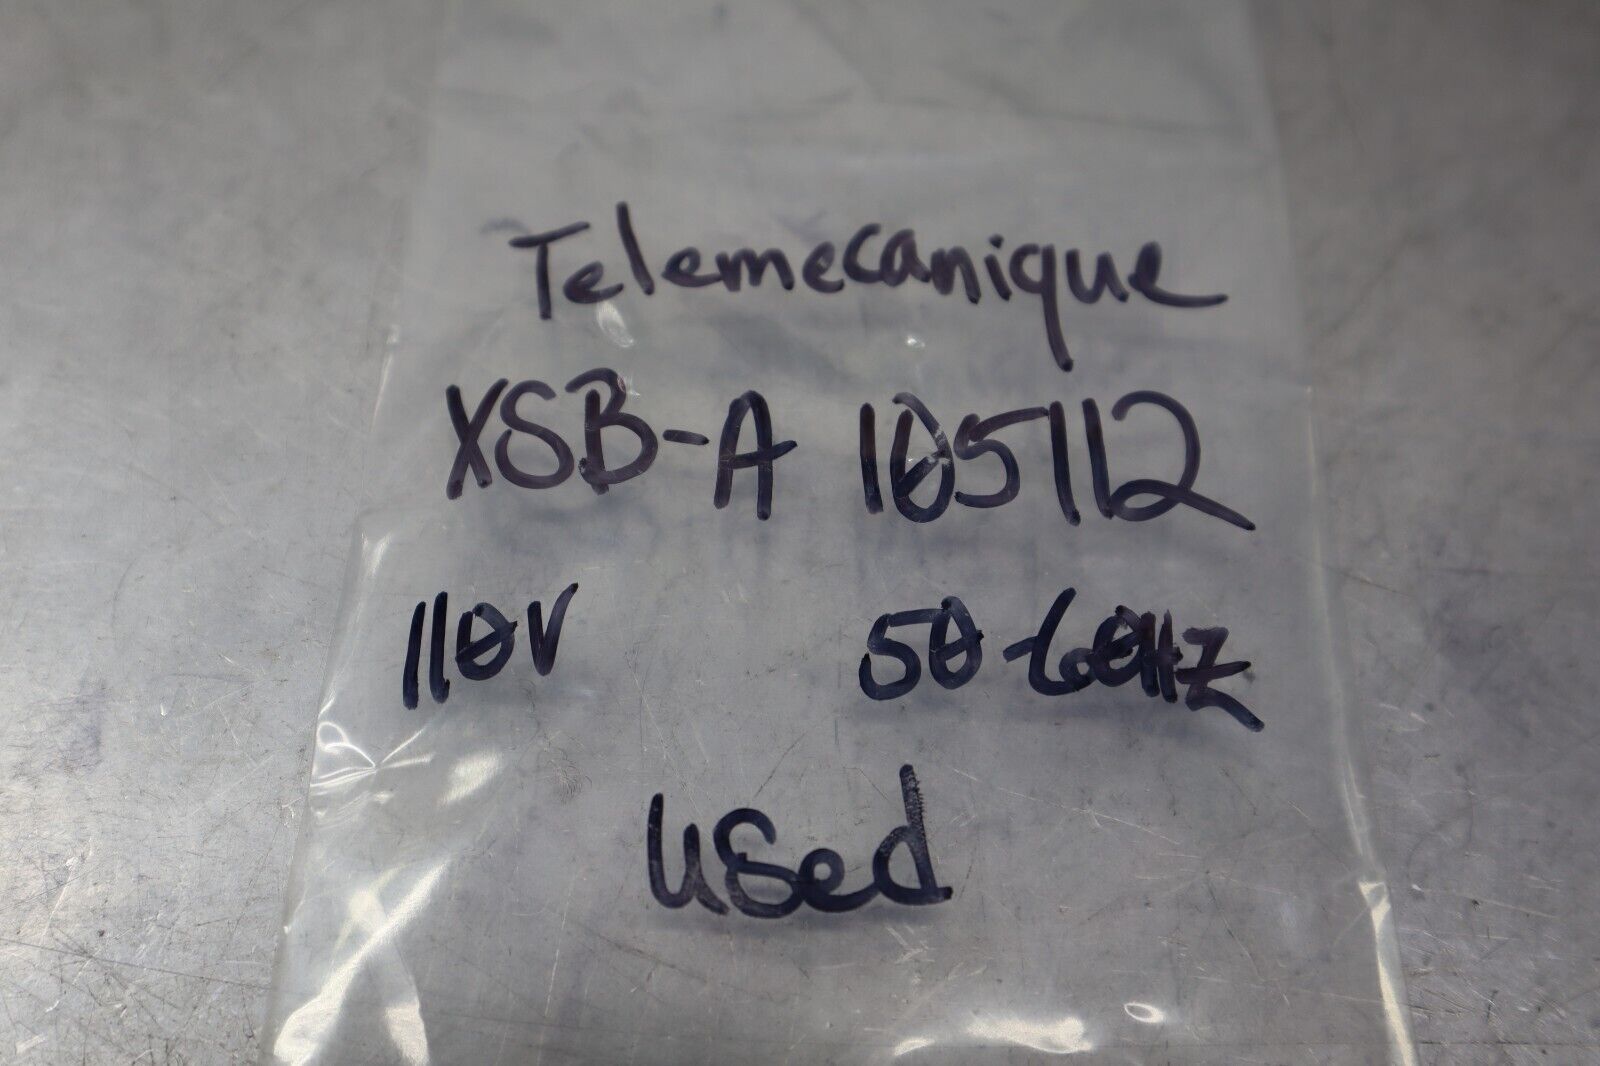 Telemecanique
XSB-A 105112
110V 50-60Hz
Used